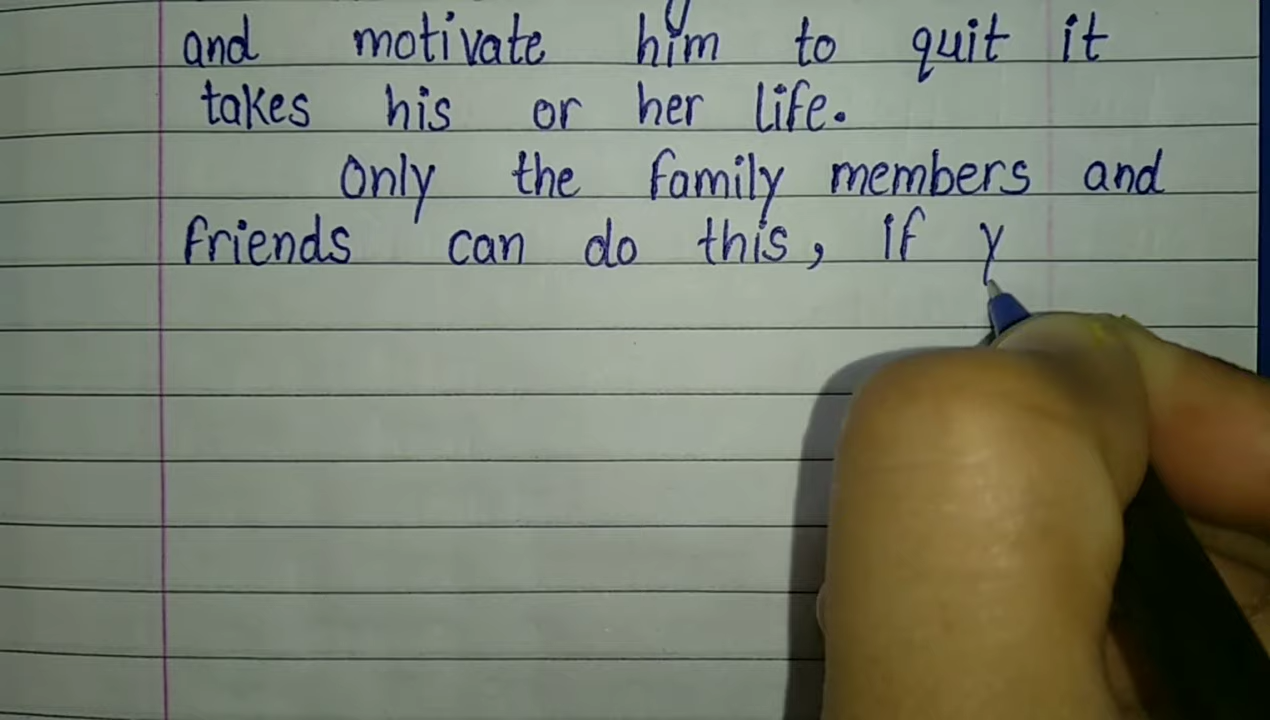 and motivate him to quit it
takes his or her life.
Only the family members and
friends can do this, if y